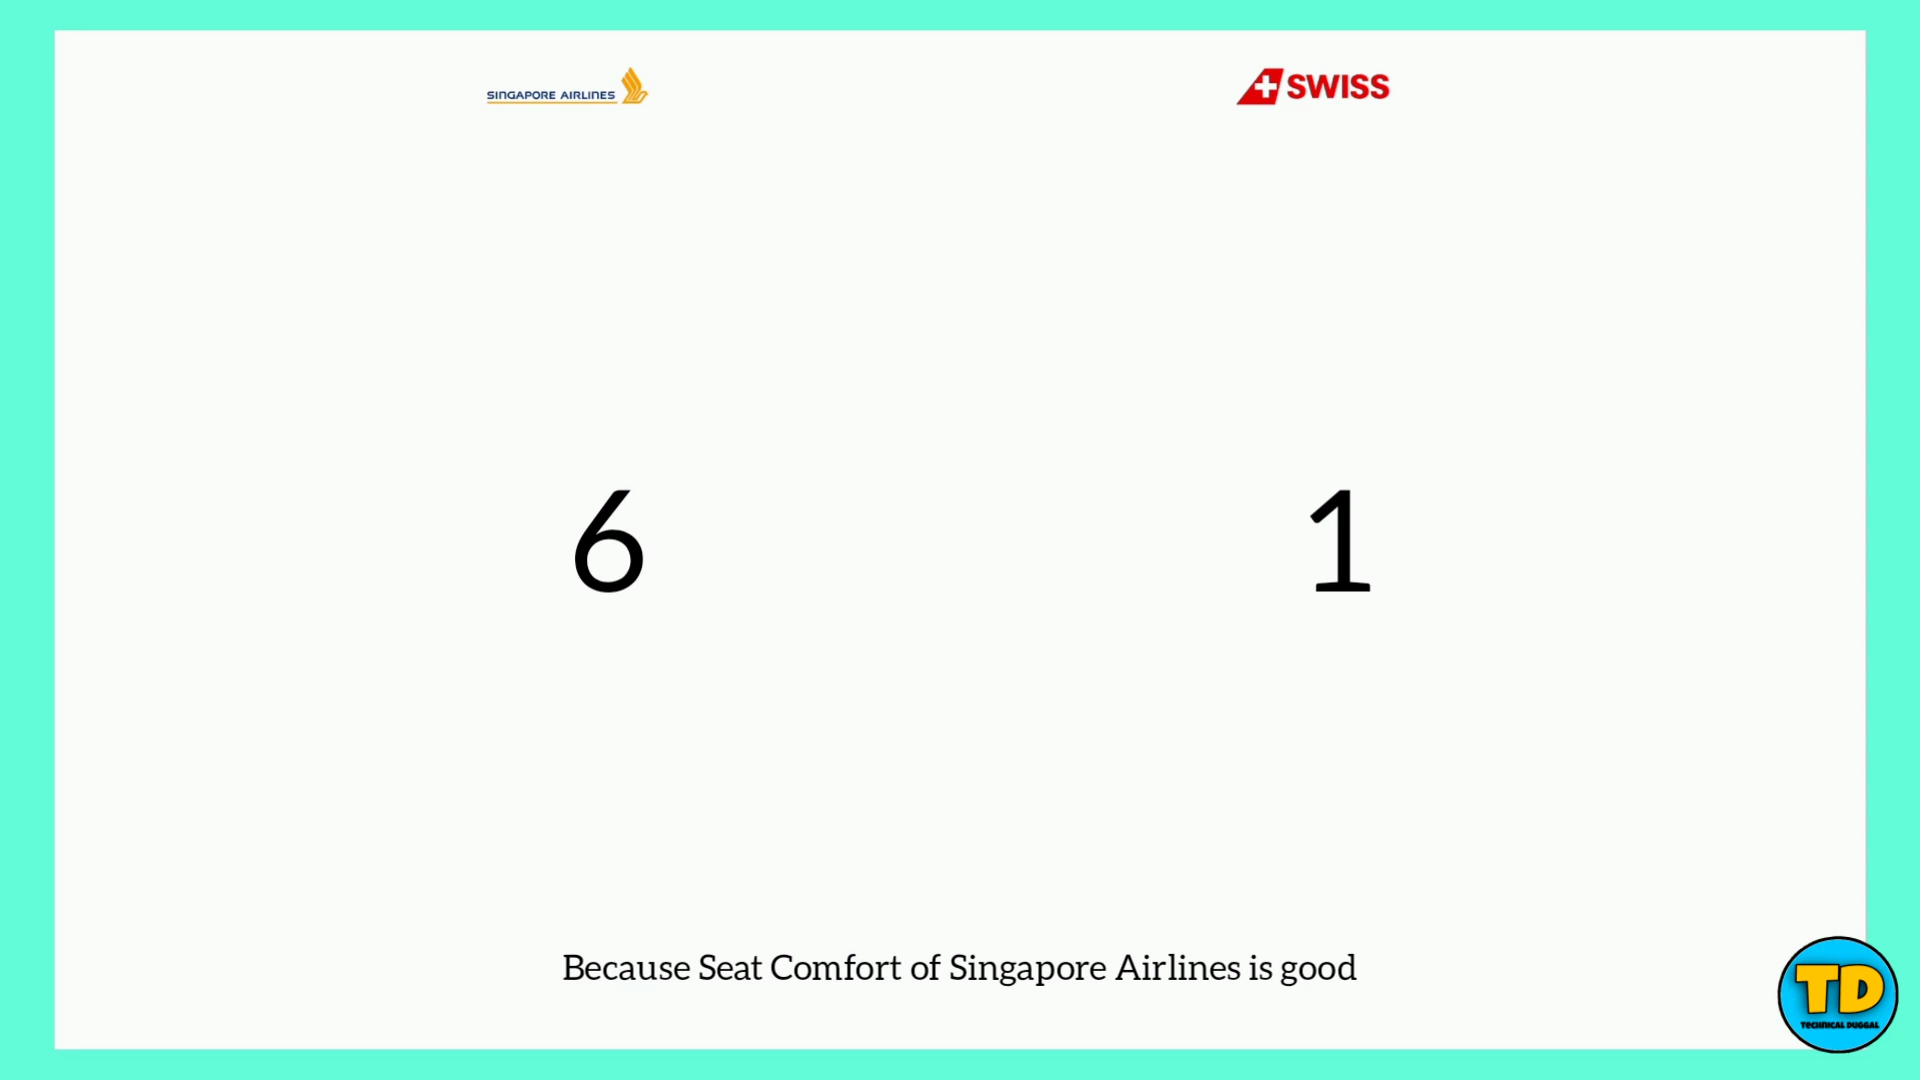 SINGAPORE AIRLINES
SWISS
6
1
Because Seat Comfort of Singapore Airlines is good
TD
TECHNICAL DUGGAL